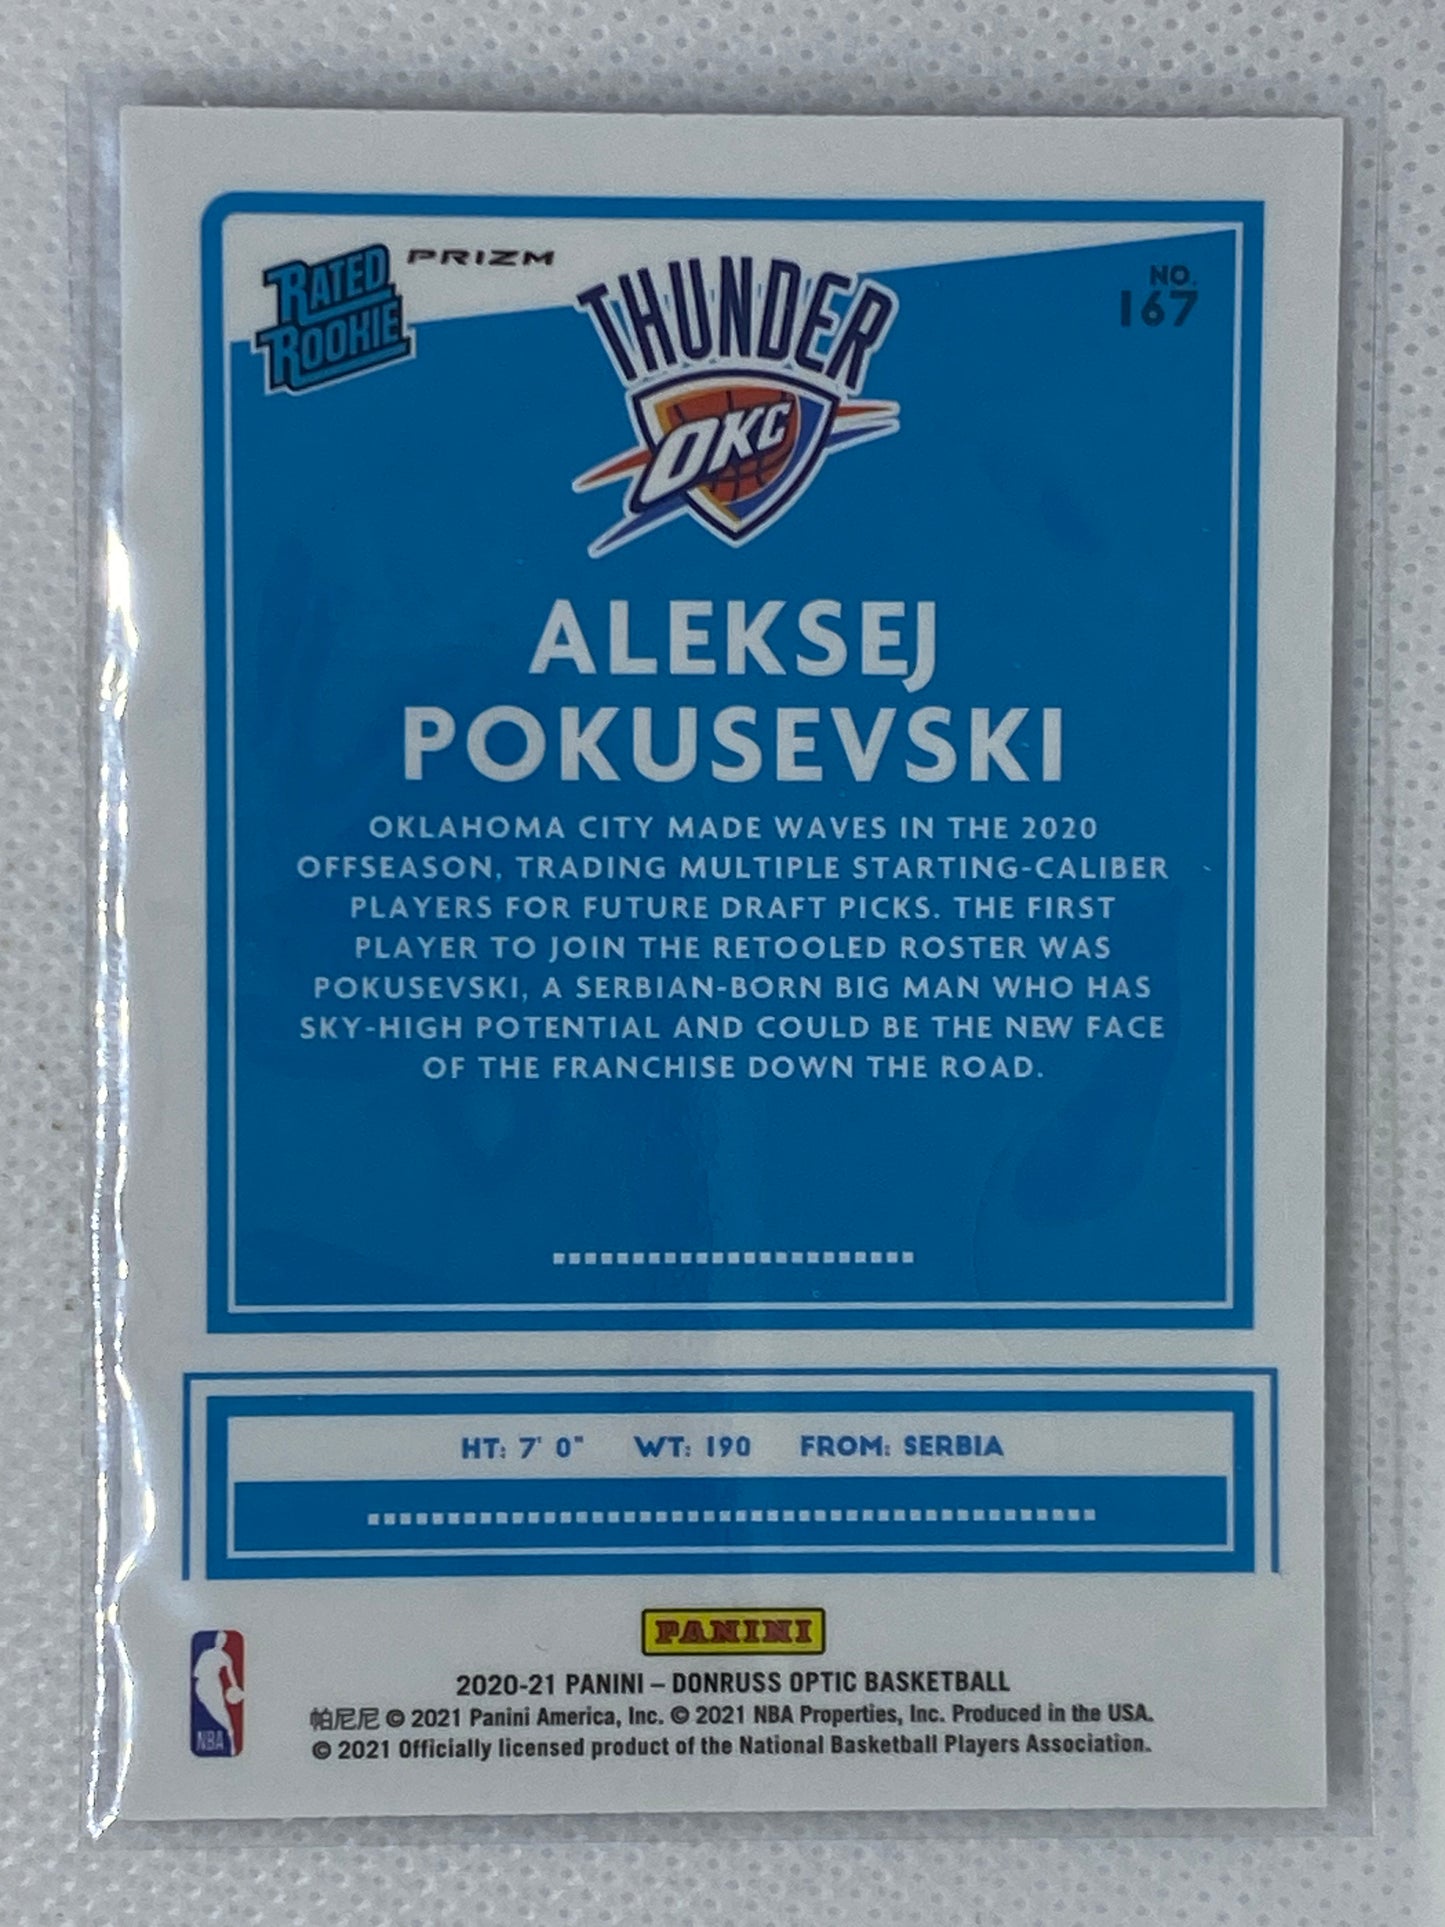 RATED
ROOKIE
PRIZM
THUNDER
OKC
NO.
167
ALEKSEJ
POKUSEVSKI
OKLAHOMA CITY MADE WAVES IN THE 2020
OFFSEASON, TRADING MULTIPLE STARTING-CALIBER
PLAYERS FOR FUTURE DRAFT PICKS. THE FIRST
PLAYER TO JOIN THE RETOOLED ROSTER WAS
POKUSEVSKI, A SERBIAN-BORN BIG MAN WHO HAS
SKY-HIGH POTENTIAL AND COULD BE THE NEW FACE
OF THE FRANCHISE DOWN THE ROAD.
HT: 7' 0" WT: 190 FROM: SERBIA
PANINI
NBA
2020-21 PANINI – DONRUSS OPTIC BASKETBALL
帕尼尼 © 2021 Panini America, Inc. © 2021 NBA Properties, Inc. Produced in the USA.
© 2021 Officially licensed product of the National Basketball Players Association.